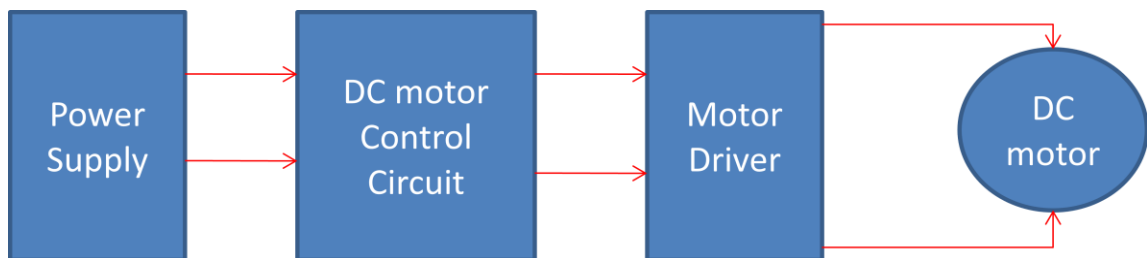 Power
Supply
DC motor
Control
Circuit
Motor
Driver
DC
motor